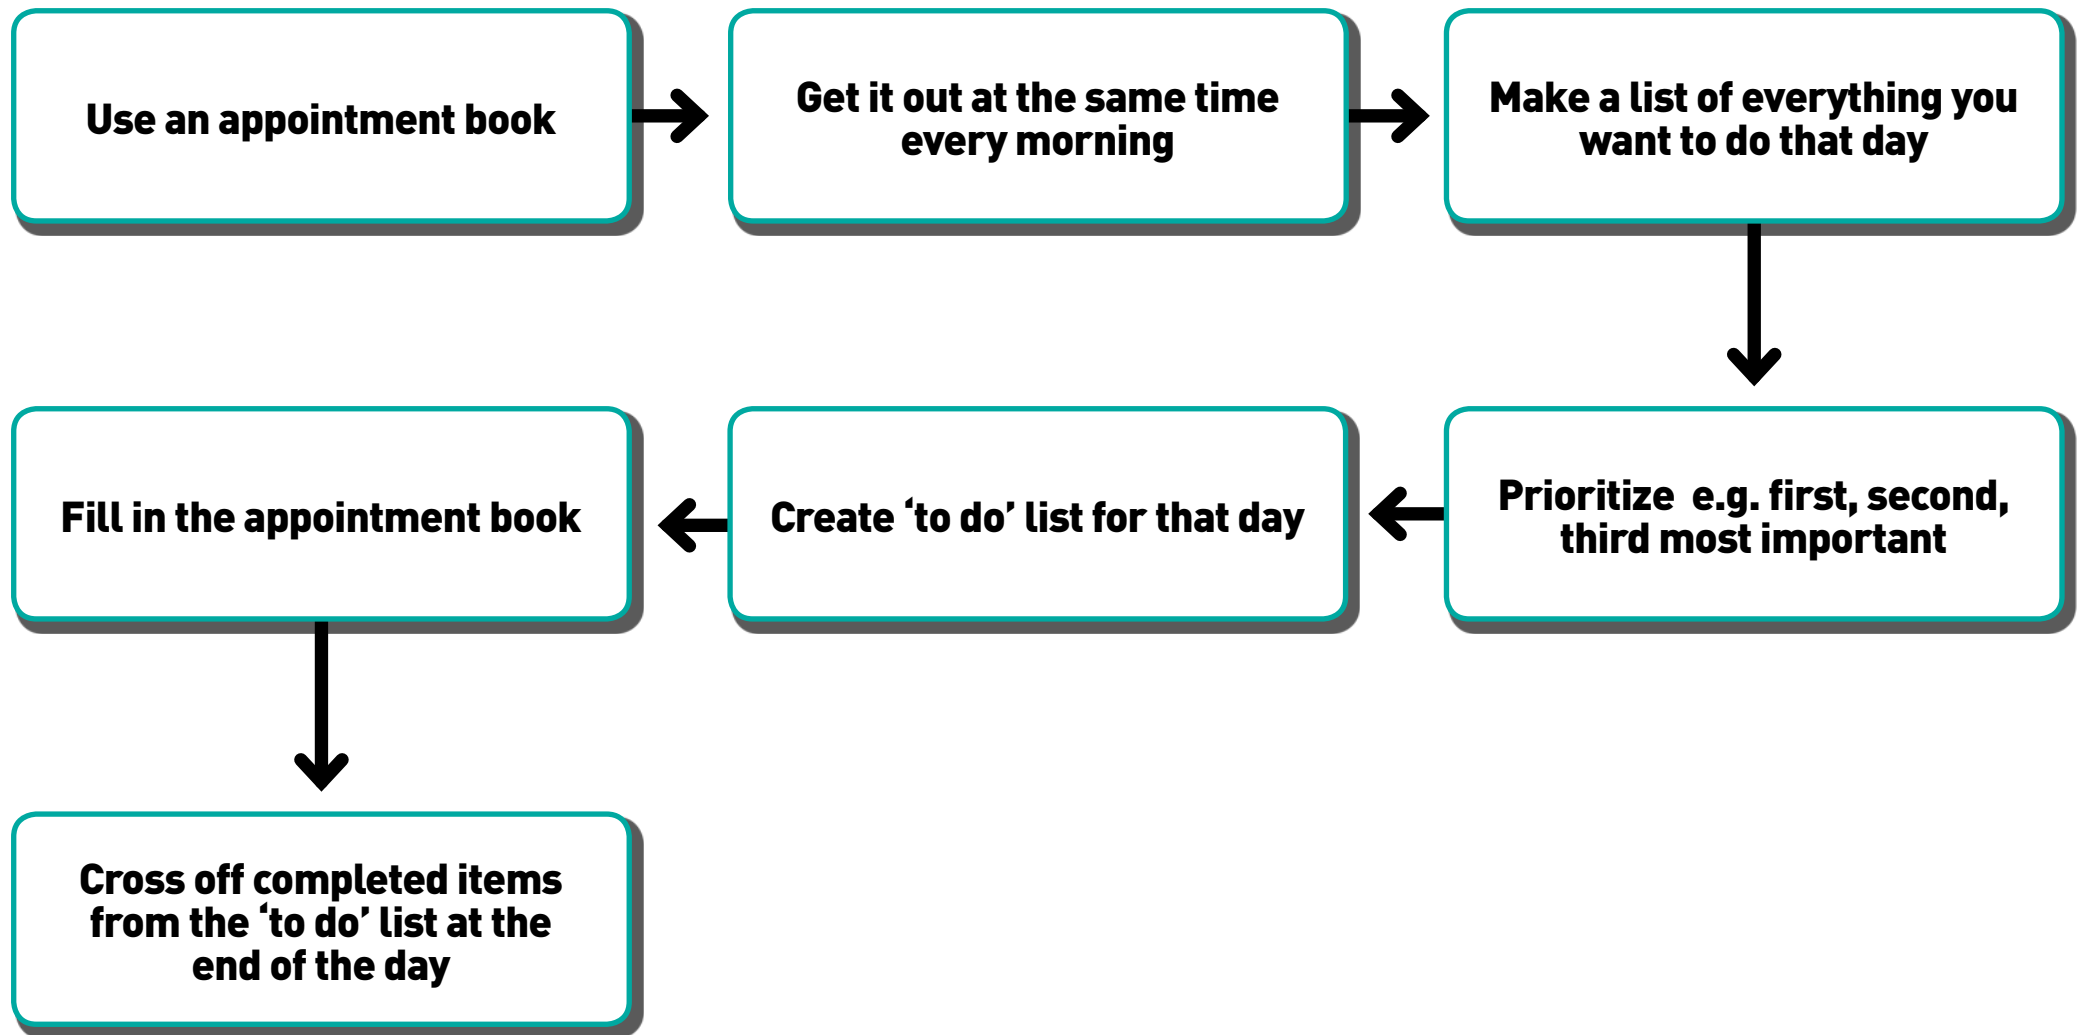 Use an appointment book
Get it out at the same time
every morning
Make a list of everything you
want to do that day
Prioritize  e.g. first, second,
third most important
Create ‘to do’ list for that day
Fill in the appointment book
Cross off completed items
from the ‘to do’ list at the
end of the day